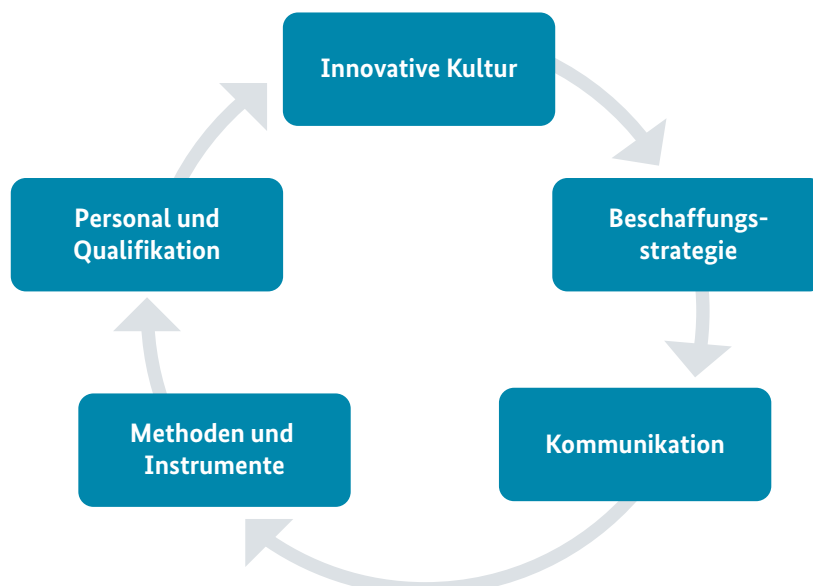 Innovative Kultur
Beschaffungs-
strategie
Kommunikation
Methoden und
Instrumente
Personal und
Qualifikation